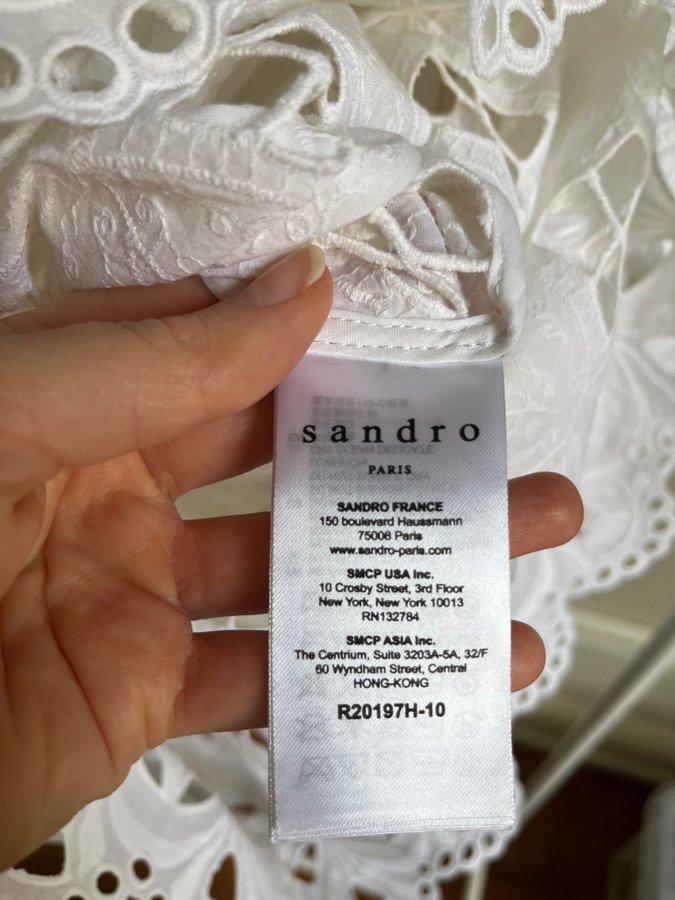 sandro
PARIS
SANDRO FRANCE
150 boulevard Haussmann
75008 Paris
www.sandro-paris.com
SMCP USA Inc.
10 Crosby Street, 3rd Floor
New York, New York 10013
RN132784
SMCP ASIA Inc.
The Centrium, Suite 3203A-5A, 32/F
60 Wyndham Street, Central
HONG-KONG
R20197H-10